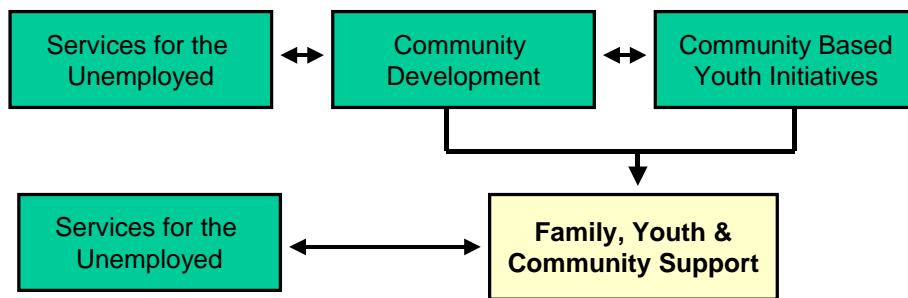 Services for the
Unemployed
Community
Development
Community Based
Youth Initiatives
Services for the
Unemployed
Family, Youth &
Community Support